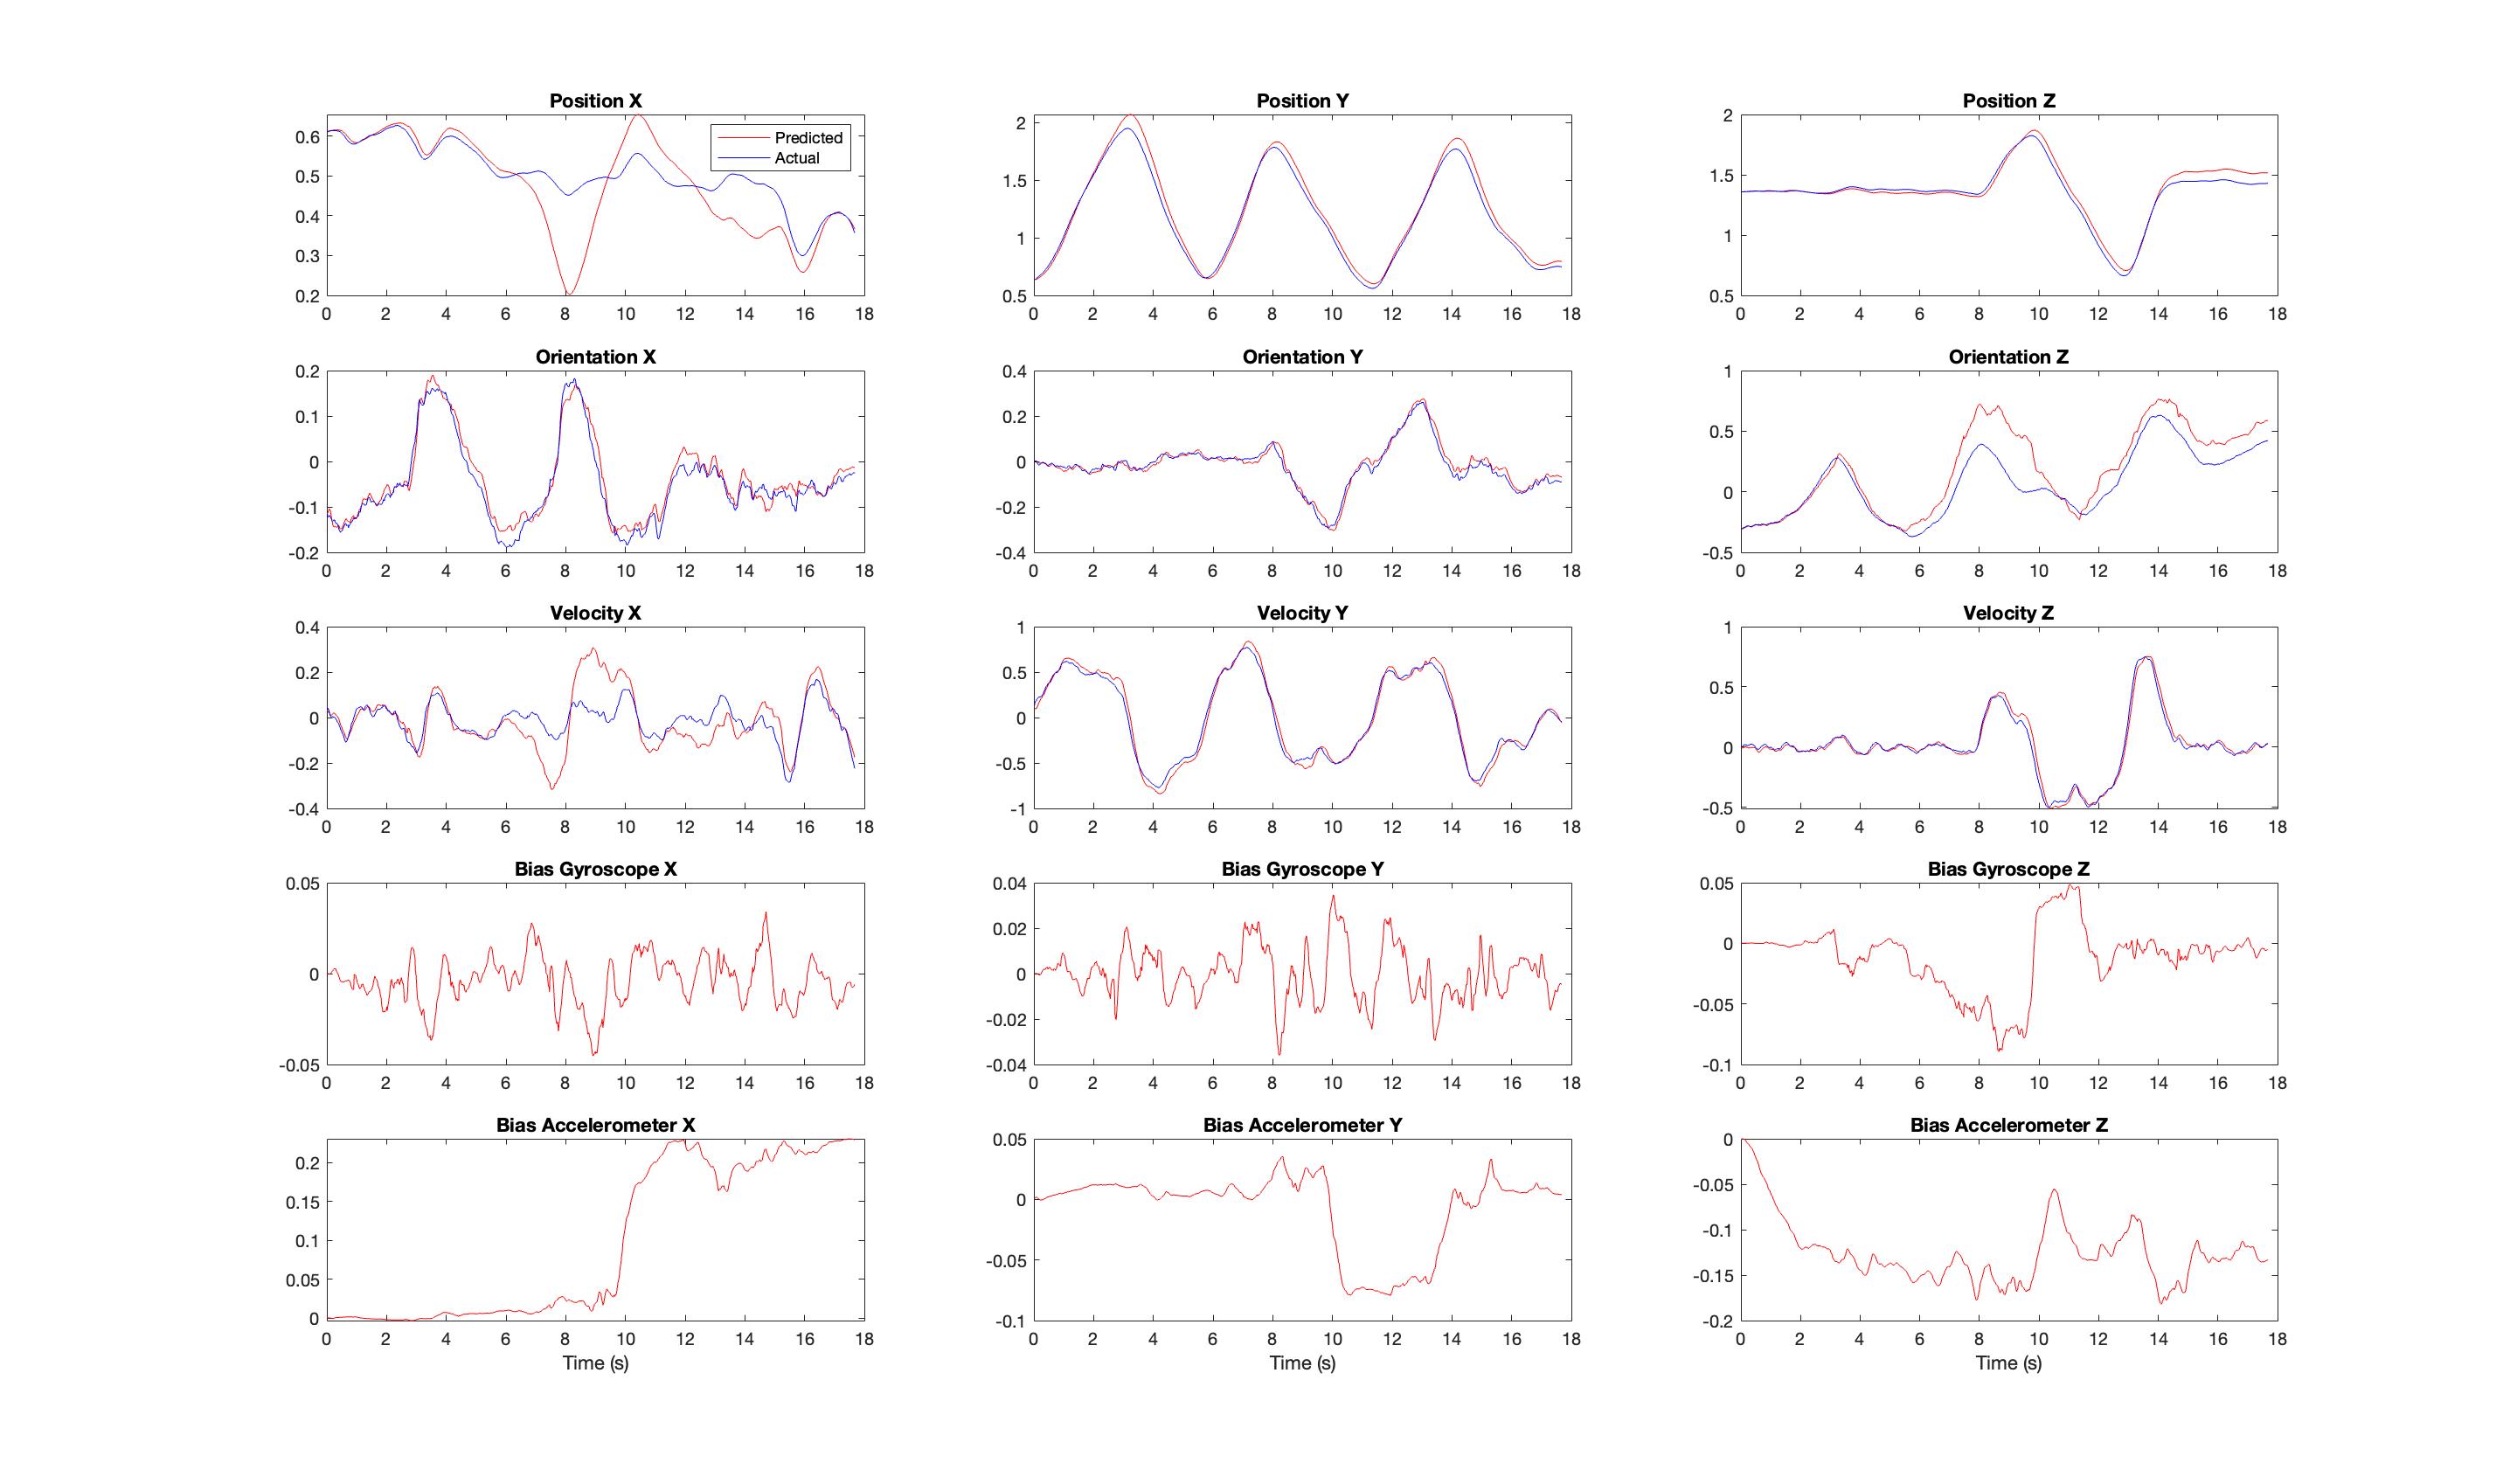 Position X
Position Y
Position Z
0.6
0.5
0.4
0.3
0.2
0 2 4 6 8 10 12 14 16 18
Predicted
Actual
2
1.5
1
0.5
0 2 4 6 8 10 12 14 16 18
2
1.5
1
0.5
0 2 4 6 8 10 12 14 16 18
Orientation X
Orientation Y
Orientation Z
0.2
0.1
0
-0.1
-0.2
0 2 4 6 8 10 12 14 16 18
0.4
0.2
0
-0.2
-0.4
0 2 4 6 8 10 12 14 16 18
1
0.5
0
-0.5
0 2 4 6 8 10 12 14 16 18
Velocity X
Velocity Y
Velocity Z
0.4
0.2
0
-0.2
-0.4
0 2 4 6 8 10 12 14 16 18
1
0.5
0
-0.5
-1
0 2 4 6 8 10 12 14 16 18
1
0.5
0
-0.5
0 2 4 6 8 10 12 14 16 18
Bias Gyroscope X
Bias Gyroscope Y
Bias Gyroscope Z
0.05
0
-0.05
0 2 4 6 8 10 12 14 16 18
0.04
0.02
0
-0.02
-0.04
0 2 4 6 8 10 12 14 16 18
0.05
0
-0.05
-0.1
0 2 4 6 8 10 12 14 16 18
Bias Accelerometer X
Bias Accelerometer Y
Bias Accelerometer Z
0.2
0.15
0.1
0.05
0
0 2 4 6 8 10 12 14 16 18
Time (s)
0.05
0
-0.05
-0.1
0 2 4 6 8 10 12 14 16 18
Time (s)
0
-0.05
-0.1
-0.15
-0.2
0 2 4 6 8 10 12 14 16 18
Time (s)